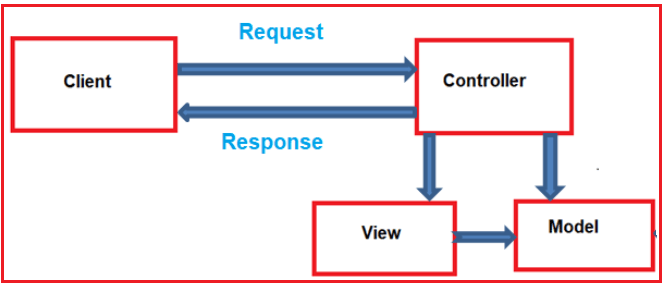 Request
Client
Controller
Response
View
Model